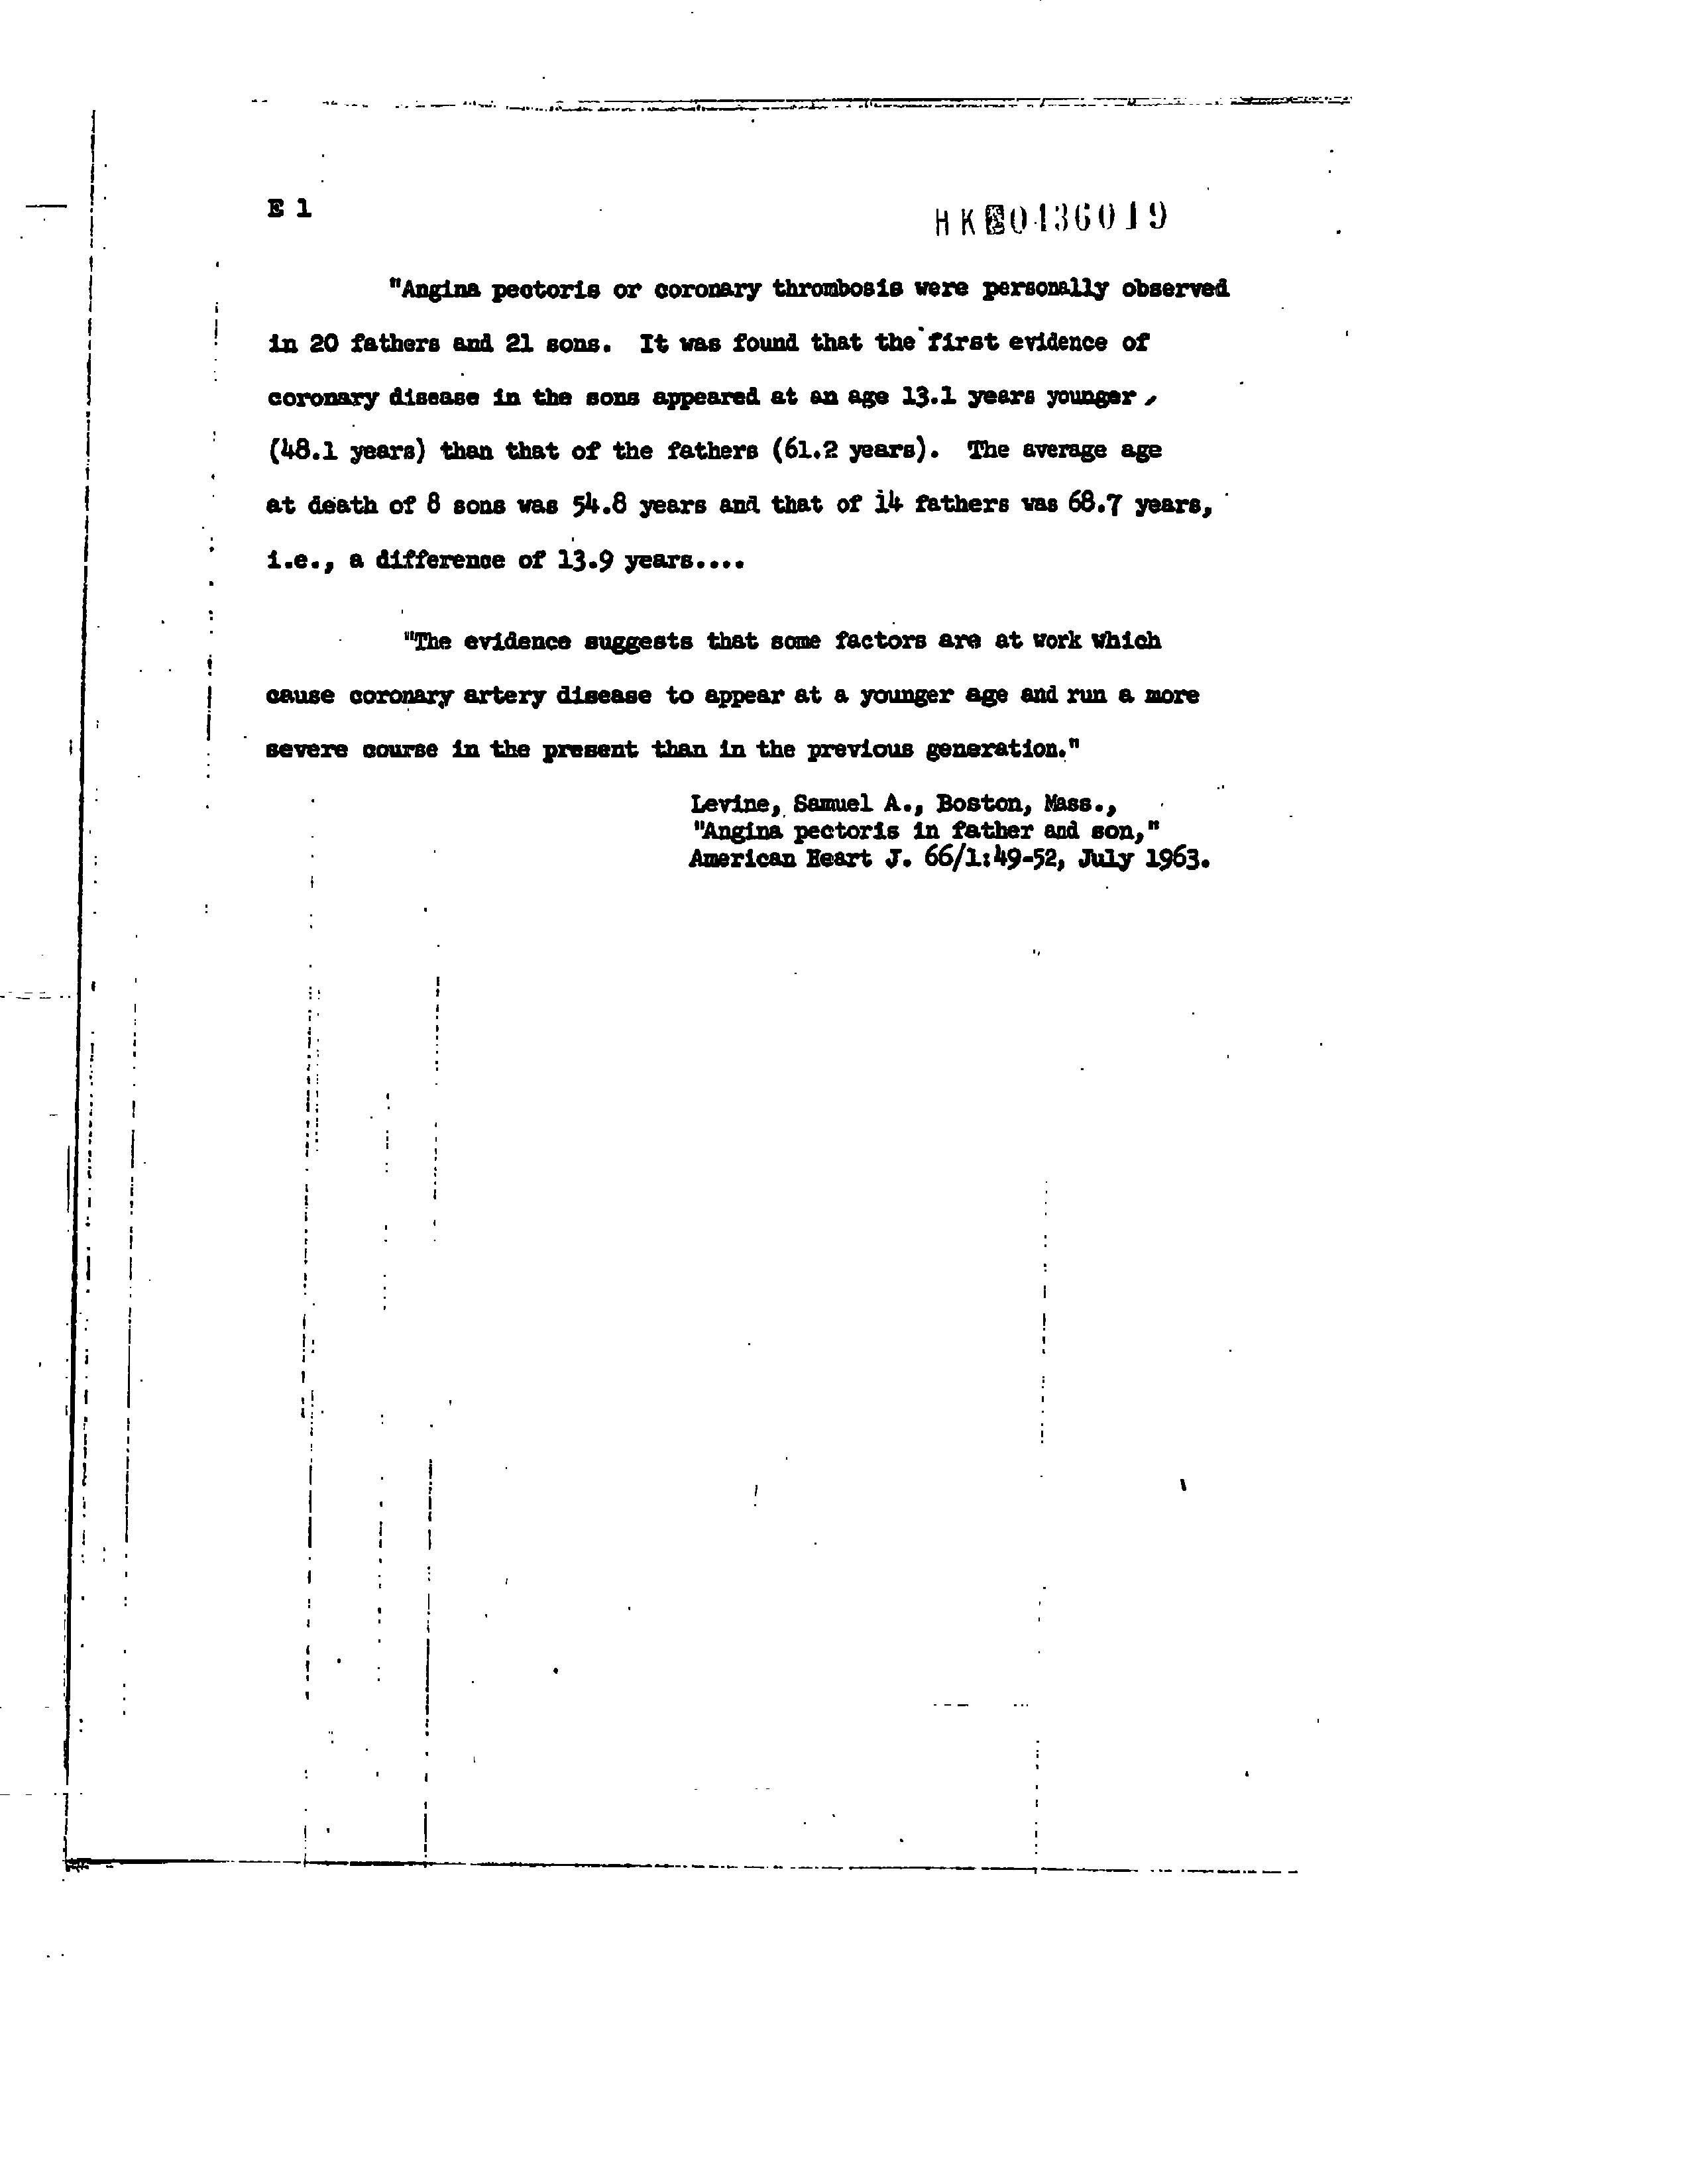 E 1
"Angina pectoris or coronary thrombosis were personally observed
in 20 fathers and 21 sons. It was found that the first evidence of
coronary disease in the sons appeared at an age 13.1 years younger,
(48.1 years) than that of the fathers (61.2 years). The average age
at death of 8 sons was 54.8 years and that of 14 fathers was 68.7 years,
i.e., a difference of 13.9 years....
"The evidence suggests that some factors are at work which
cause coronary artery disease to appear at a younger age and run a more
severe course in the present than in the previous generation."
Levine, Samuel A., Boston, Mass.,
"Angina pectoris in father and son,"
American Heart J. 66/1:49-52, July 1963.